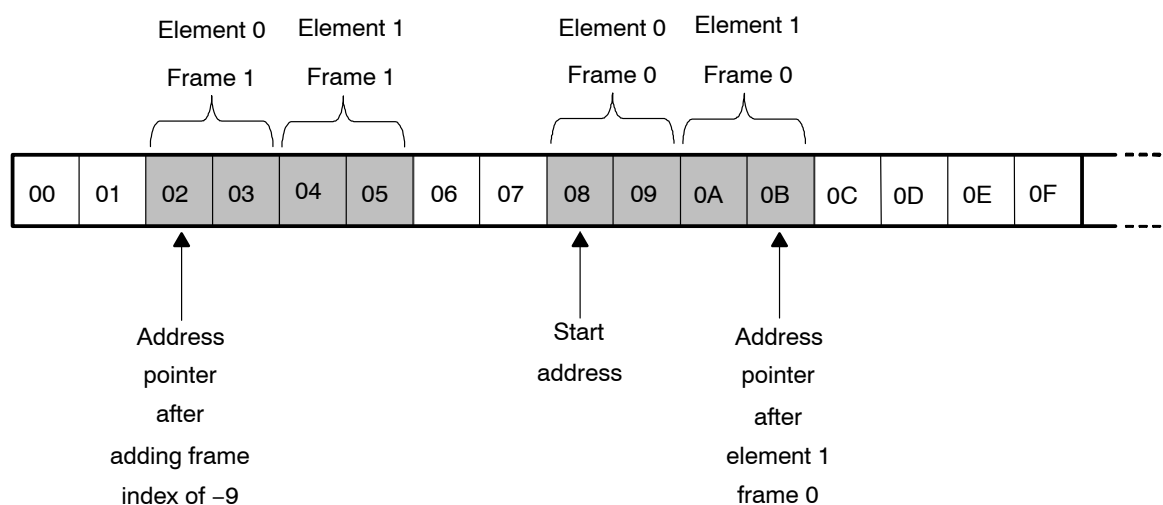 Element 0 Element 1 Element 0 Element 1
Frame 1 Frame 1 Frame 0 Frame 0
00 01 02 03 04 05 06 07 08 09 0A 0B 0C 0D 0E 0F
Address
pointer
after
adding frame
index of −9
Start
address
Address
pointer
after
element 1
frame 0